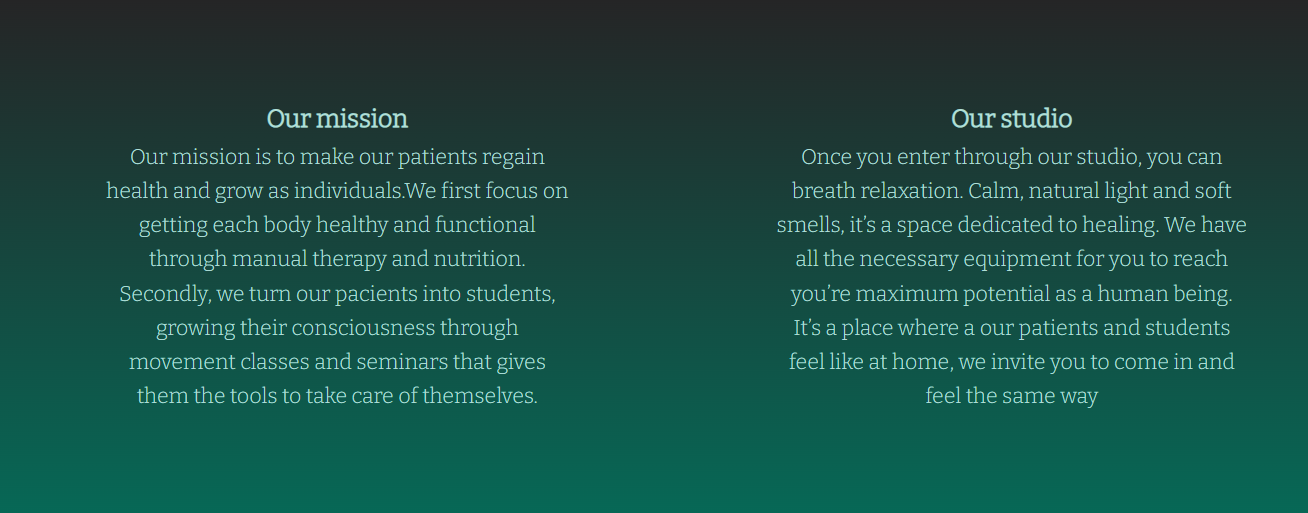 Our mission
Our mission is to make our patients regain
health and grow as individuals.We first focus on
getting each body healthy and functional
through manual therapy and nutrition.
Secondly, we turn our pacients into students,
growing their consciousness through
movement classes and seminars that gives
them the tools to take care of themselves.
Our studio
Once you enter through our studio, you can
breath relaxation. Calm, natural light and soft
smells, it’s a space dedicated to healing. We have
all the necessary equipment for you to reach
you’re maximum potential as a human being.
It’s a place where a our patients and students
feel like at home, we invite you to come in and
feel the same way